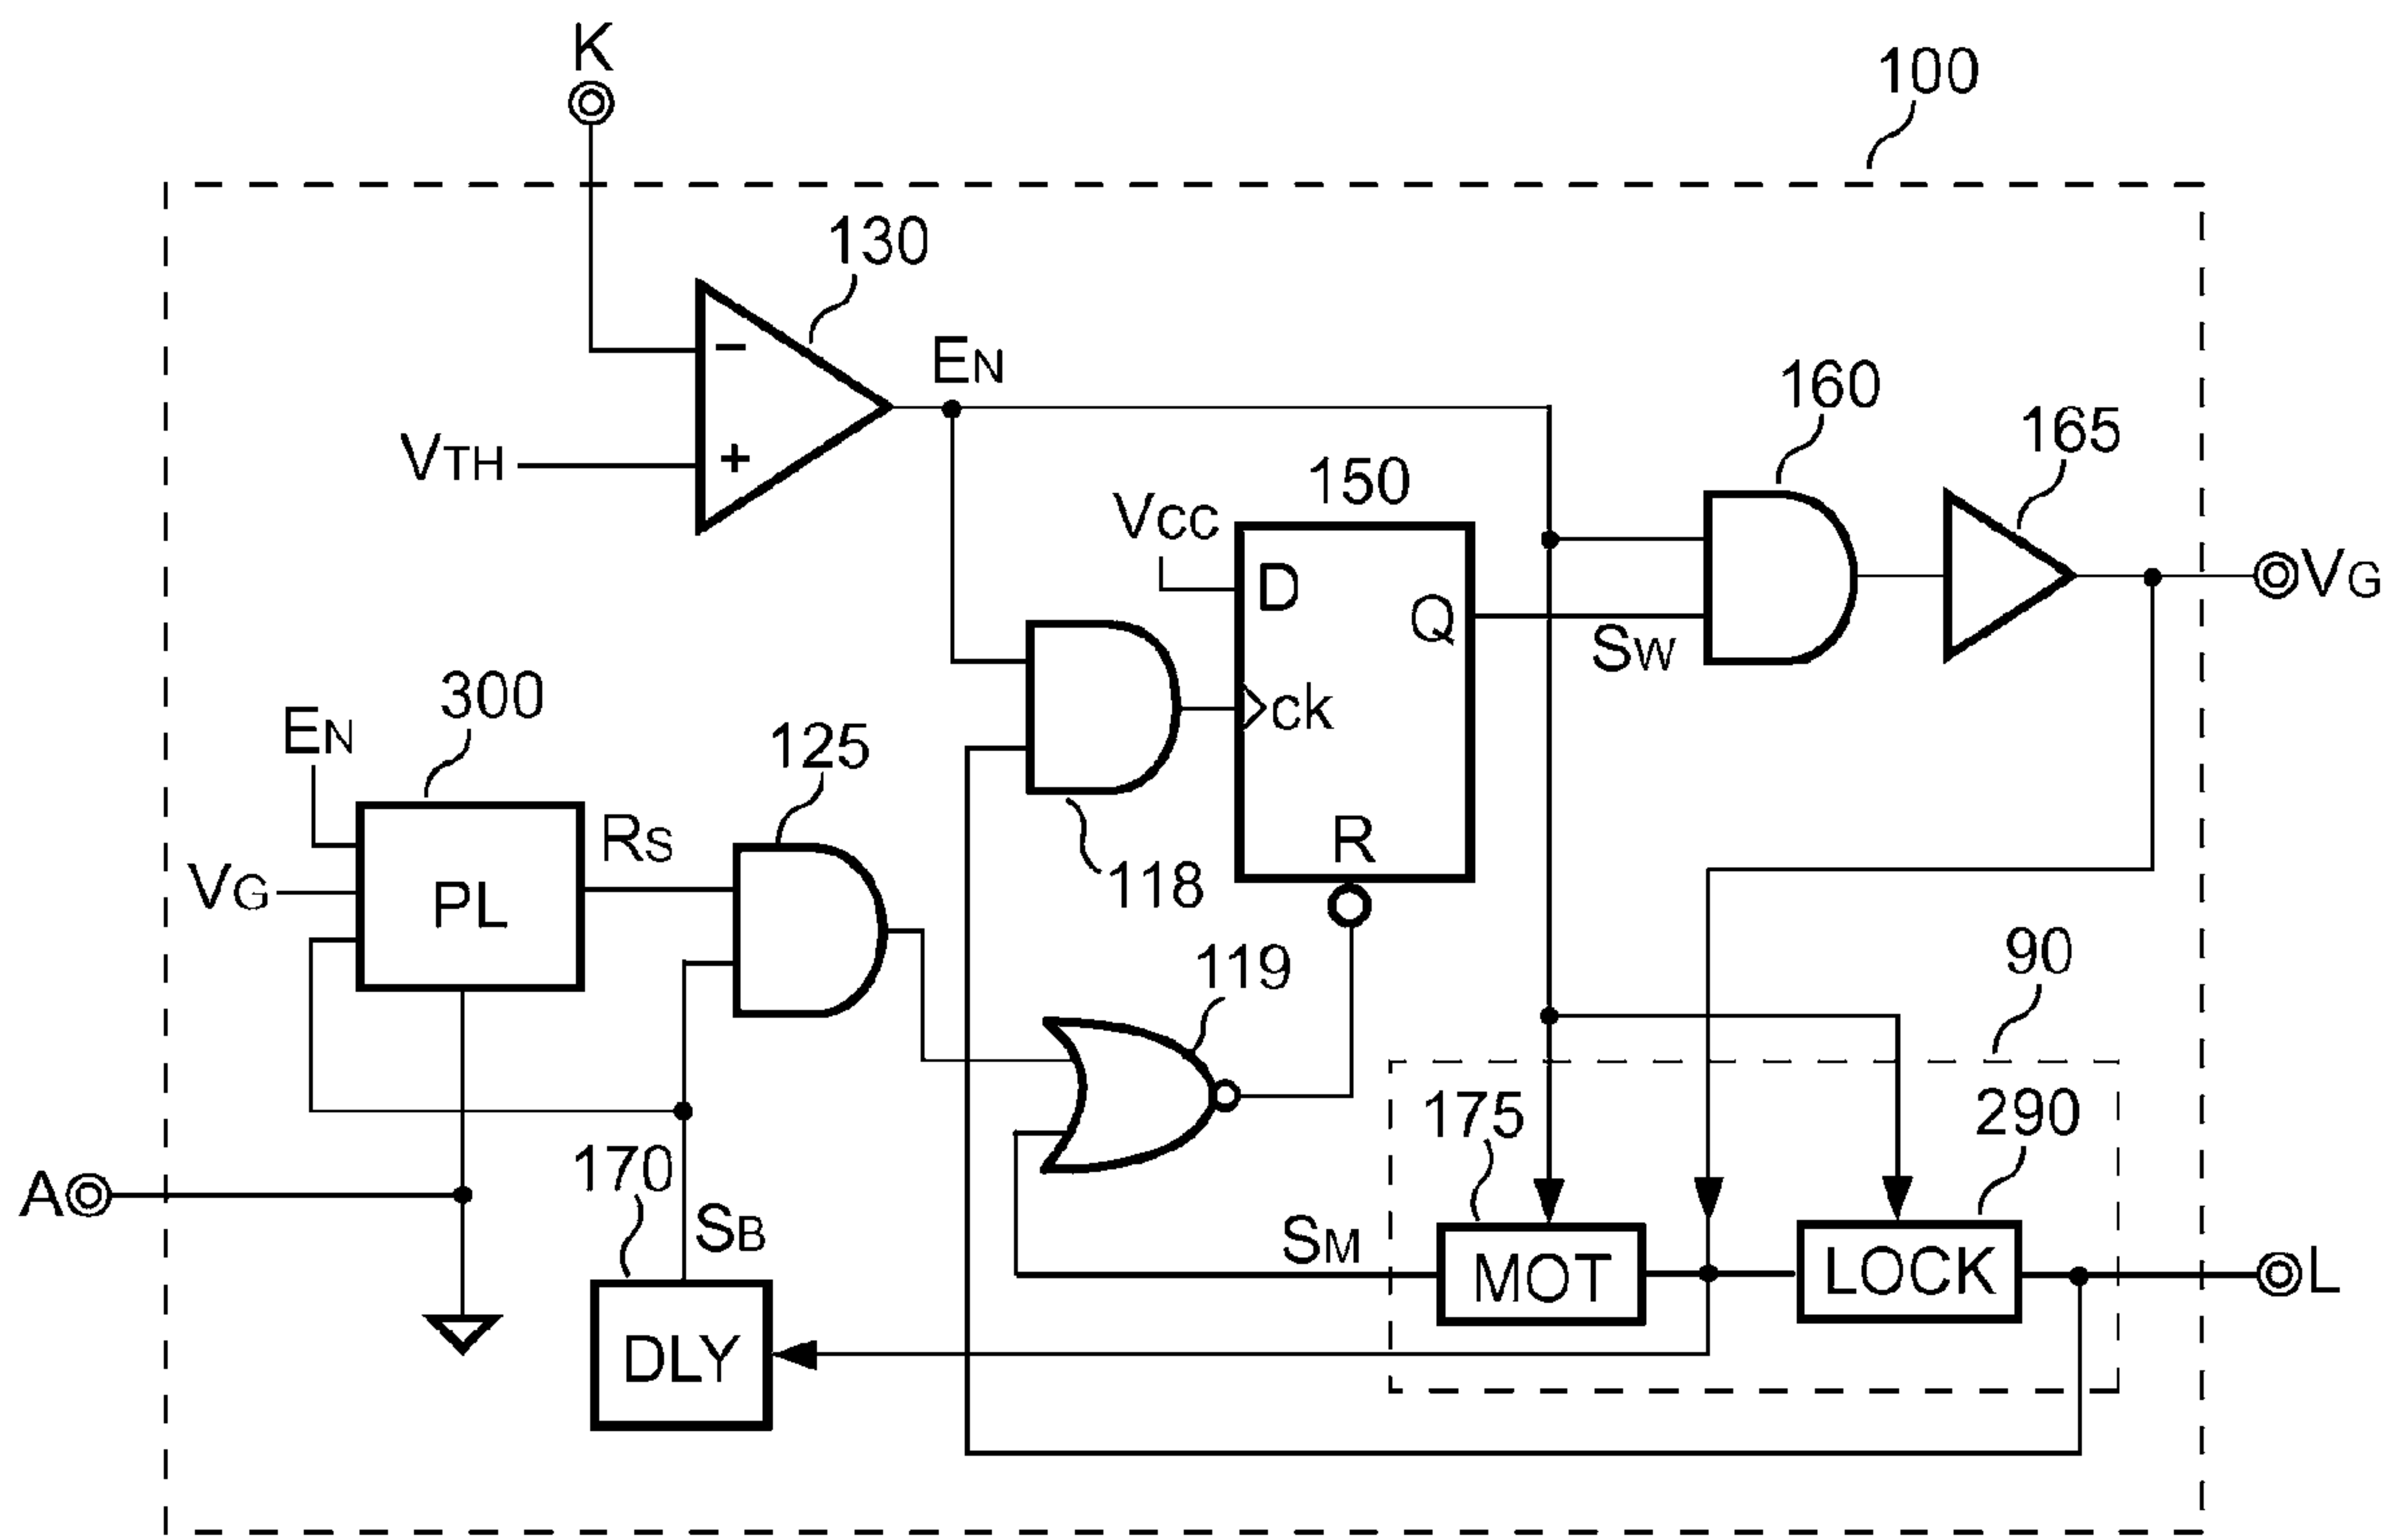 K
100
130
−
EN
VTH
+
160
165
150
VCC
D
Q
VG
SW
ck
300
EN
125
RS
VG
PL
R
118
119
90
175
290
170
A
SB
SM
MOT
LOCK
L
DLY